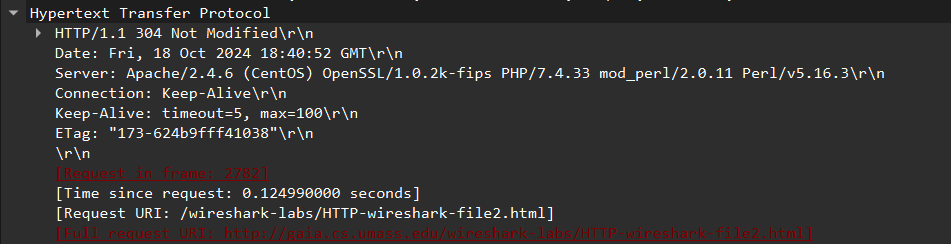 Hypertext Transfer Protocol
HTTP/1.1 304 Not Modified\r\n
Date: Fri, 18 Oct 2024 18:40:52 GMT\r\n
Server: Apache/2.4.6 (CentOS) OpenSSL/1.0.2k-fips PHP/7.4.33 mod_perl/2.0.11 Perl/v5.16.3\r\n
Connection: Keep-Alive\r\n
Keep-Alive: timeout=5, max=100\r\n
ETag: "173-624b9fff41038"\r\n
\r\n
[Request in frame: 2782]
[Time since request: 0.124990000 seconds]
[Request URI: /wireshark-labs/HTTP-wireshark-file2.html]
[Full request URI: http://gaia.cs.umass.edu/wireshark-labs/HTTP-wireshark-file2.html]